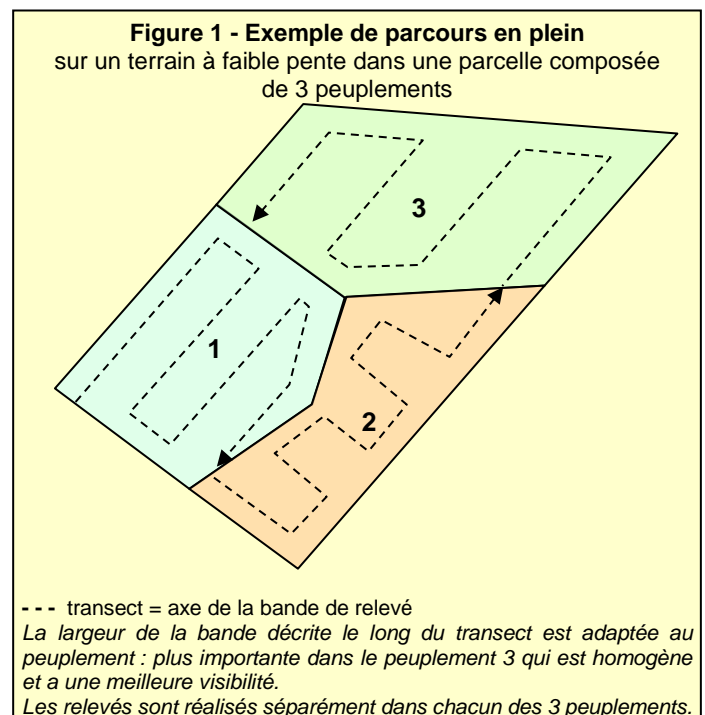 Figure 1 - Exemple de parcours en plein
sur un terrain à faible pente dans une parcelle composée
de 3 peuplements
3
1
2
- - - transect = axe de la bande de relevé
La largeur de la bande décrite le long du transect est adaptée au
peuplement : plus importante dans le peuplement 3 qui est homogène
et a une meilleure visibilité.
Les relevés sont réalisés séparément dans chacun des 3 peuplements.